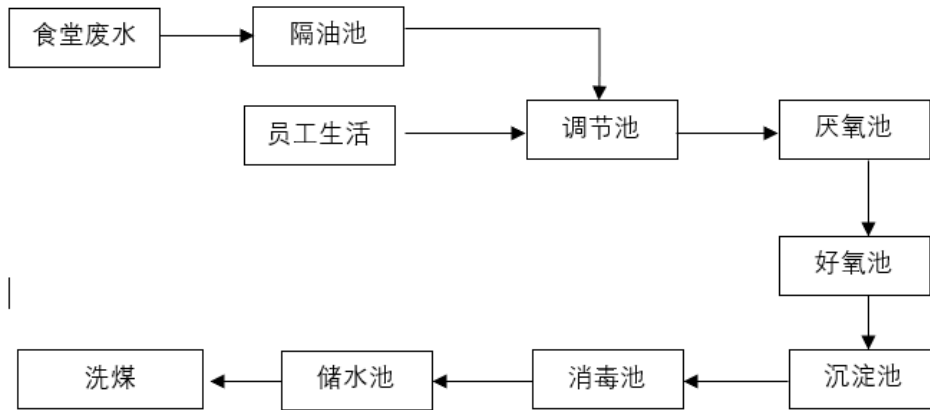 食堂废水
隔油池
员工生活
调节池
厌氧池
好氧池
沉淀池
消毒池
储水池
洗煤